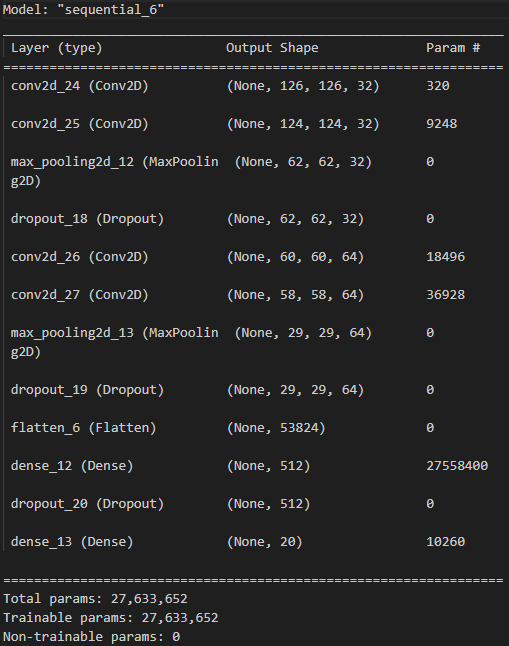 Model: "sequential_6"
Layer (type) Output Shape Param #
conv2d_24 (Conv2D) (None, 126, 126, 32) 320
conv2d_25 (Conv2D) (None, 124, 124, 32) 9248
max_pooling2d_12 (MaxPoolin (None, 62, 62, 32) 0
g2D)
dropout_18 (Dropout) (None, 62, 62, 32) 0
conv2d_26 (Conv2D) (None, 60, 60, 64) 18496
conv2d_27 (Conv2D) (None, 58, 58, 64) 36928
max_pooling2d_13 (MaxPoolin (None, 29, 29, 64) 0
g2D)
dropout_19 (Dropout) (None, 29, 29, 64) 0
flatten_6 (Flatten) (None, 53824) 0
dense_12 (Dense) (None, 512) 27558400
dropout_20 (Dropout) (None, 512) 0
dense_13 (Dense) (None, 20) 10260
Total params: 27,633,652
Trainable params: 27,633,652
Non-trainable params: 0